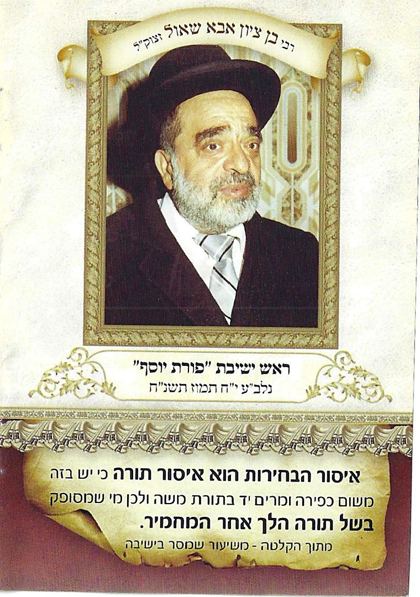 רבי בן ציון אבא שאול זצוק"ל
ראש ישיבת "פורת יוסף"
נלב"ע י"ח תמוז תשנ"ח
איסור הבחירות הוא איסור תורה כי יש בזה
משום כפירה ומרים יד בתורת משה ולכן מי שמסופק
בשל תורה הלך אחר המחמיר.
מתוך הקלטה - משיעור שמסר בישיבה